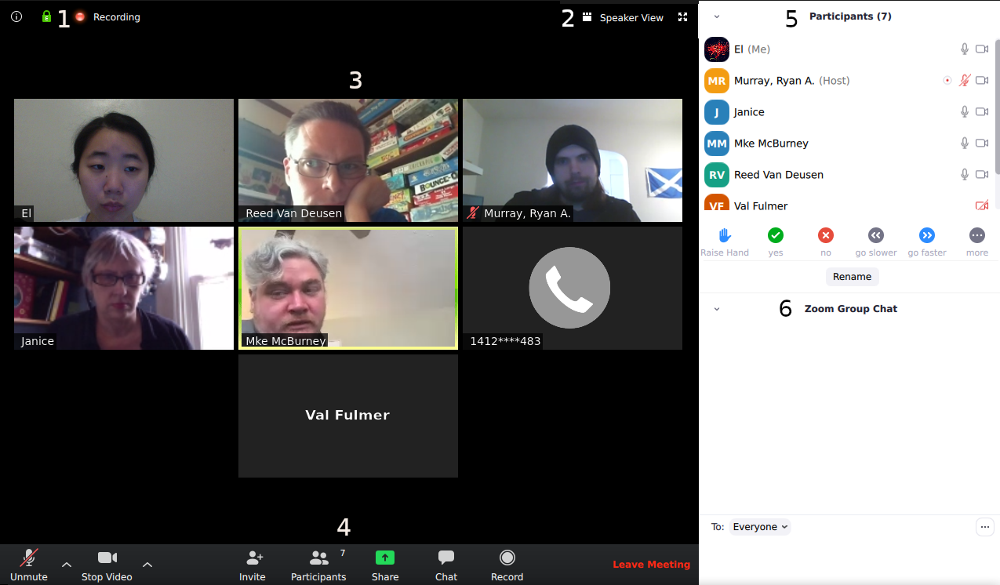 1 Recording
2 Speaker View
3
El
Reed Van Deusen
Murray, Ryan A.
BOUNCE-O
Janice
Mke McBurney
1412****483
Val Fulmer
4
Unmute
Stop Video
Invite
Participants 7
Share
Chat
Record
Leave Meeting
5 Participants (7)
El (Me)
MR Murray, Ryan A. (Host)
J Janice
MM Mke McBurney
RV Reed Van Deusen
VF Val Fulmer
Raise Hand
yes
no
go slower
go faster
more
Rename
6 Zoom Group Chat
To: Everyone